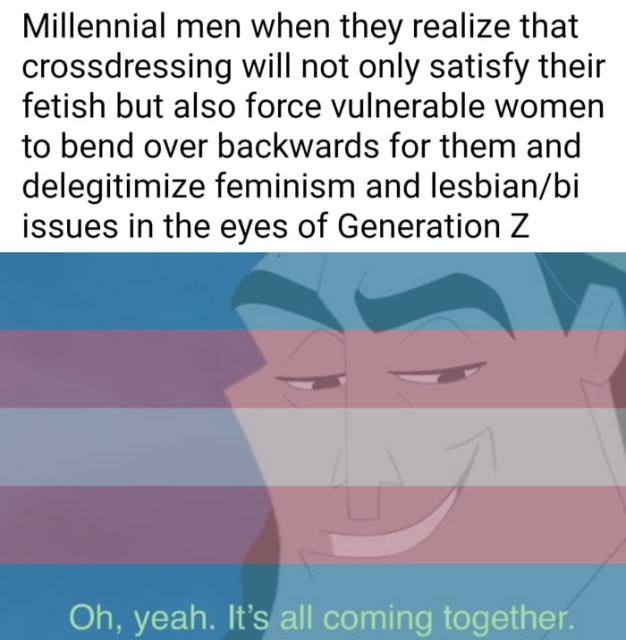 Millennial men when they realize that
crossdressing will not only satisfy their
fetish but also force vulnerable women
to bend over backwards for them and
delegitimize feminism and lesbian/bi
issues in the eyes of Generation Z
Oh, yeah. It's all coming together.